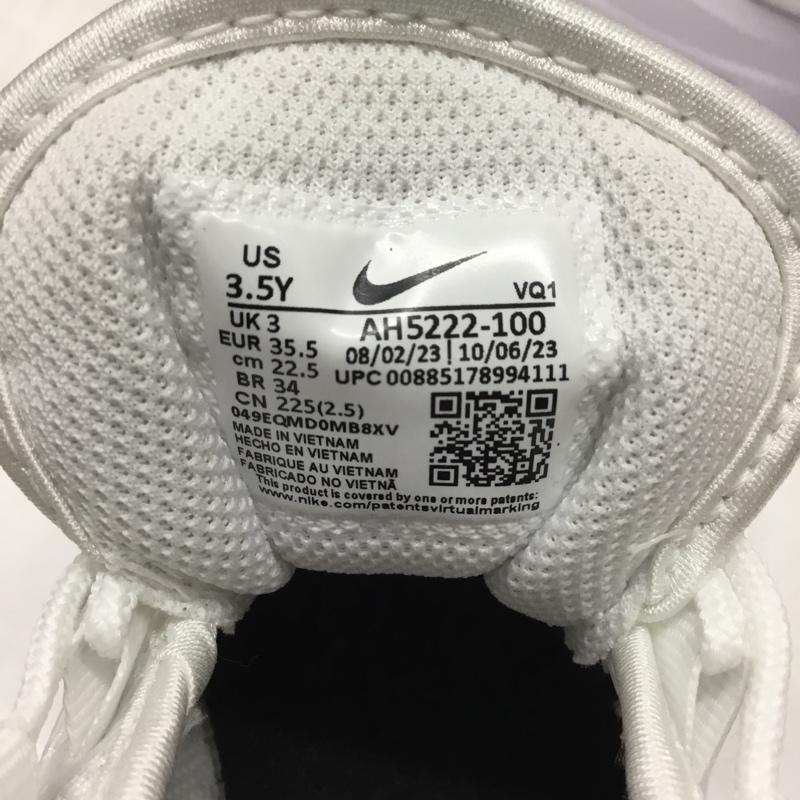 US
3.5Y
VQ1
UK 3
AH5222-100
EUR 35.5
08/02/23 | 10/06/23
cm 22.5
UPC 00885178994111
BR 34
CN 225(2.5)
049EQMD0MB8XV
MADE IN VIETNAM
HECHO EN VIETNAM
FABRIQUE AU VIETNAM
FABRICADO NO VIETNÃ
This product is covered by one or more patents:
www.nike.com/patentsvirtualmarking